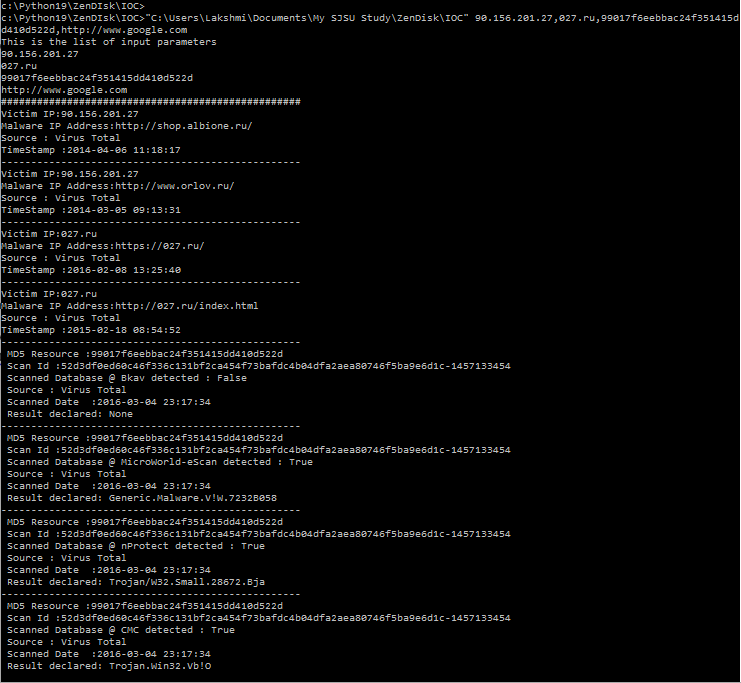 c:\Python19\ZenDIsk\IOC>
c:\Python19\ZenDIsk\IOC>"C:\Users\Lakshmi\Documents\My SJSU Study\ZenDisk\IOC" 90.156.201.27,027.ru,99017f6eebbac24f351415d
d410d522d,http://www.google.com
This is the list of input parameters
90.156.201.27
027.ru
99017f6eebbac24f351415dd410d522d
http://www.google.com
##################################################
Victim IP:90.156.201.27
Malware IP Address:http://shop.albione.ru/
Source : Virus Total
TimeStamp :2014-04-06 11:18:17
--------------------------------------------------
Victim IP:90.156.201.27
Malware IP Address:http://www.orlov.ru/
Source : Virus Total
TimeStamp :2014-03-05 09:13:31
--------------------------------------------------
Victim IP:027.ru
Malware IP Address:https://027.ru/
Source : Virus Total
TimeStamp :2016-02-08 13:25:40
--------------------------------------------------
Victim IP:027.ru
Malware IP Address:http://027.ru/index.html
Source : Virus Total
TimeStamp :2015-02-18 08:54:52
--------------------------------------------------
MD5 Resource :99017f6eebbac24f351415dd410d522d
Scan Id :52d3df0ed60c46f336c131bf2ca454f73bafdc4b04dfa2aea80746f5ba9e6d1c-1457133454
Scanned Database @ Bkav detected : False
Source : Virus Total
Scanned Date  :2016-03-04 23:17:34
Result declared: None
--------------------------------------------------
MD5 Resource :99017f6eebbac24f351415dd410d522d
Scan Id :52d3df0ed60c46f336c131bf2ca454f73bafdc4b04dfa2aea80746f5ba9e6d1c-1457133454
Scanned Database @ MicroWorld-eScan detected : True
Source : Virus Total
Scanned Date  :2016-03-04 23:17:34
Result declared: Generic.Malware.V!W.7232B058
--------------------------------------------------
MD5 Resource :99017f6eebbac24f351415dd410d522d
Scan Id :52d3df0ed60c46f336c131bf2ca454f73bafdc4b04dfa2aea80746f5ba9e6d1c-1457133454
Scanned Database @ nProtect detected : True
Source : Virus Total
Scanned Date  :2016-03-04 23:17:34
Result declared: Trojan/W32.Small.28672.Bja
--------------------------------------------------
MD5 Resource :99017f6eebbac24f351415dd410d522d
Scan Id :52d3df0ed60c46f336c131bf2ca454f73bafdc4b04dfa2aea80746f5ba9e6d1c-1457133454
Scanned Database @ CMC detected : True
Source : Virus Total
Scanned Date  :2016-03-04 23:17:34
Result declared: Trojan.Win32.Vb!O